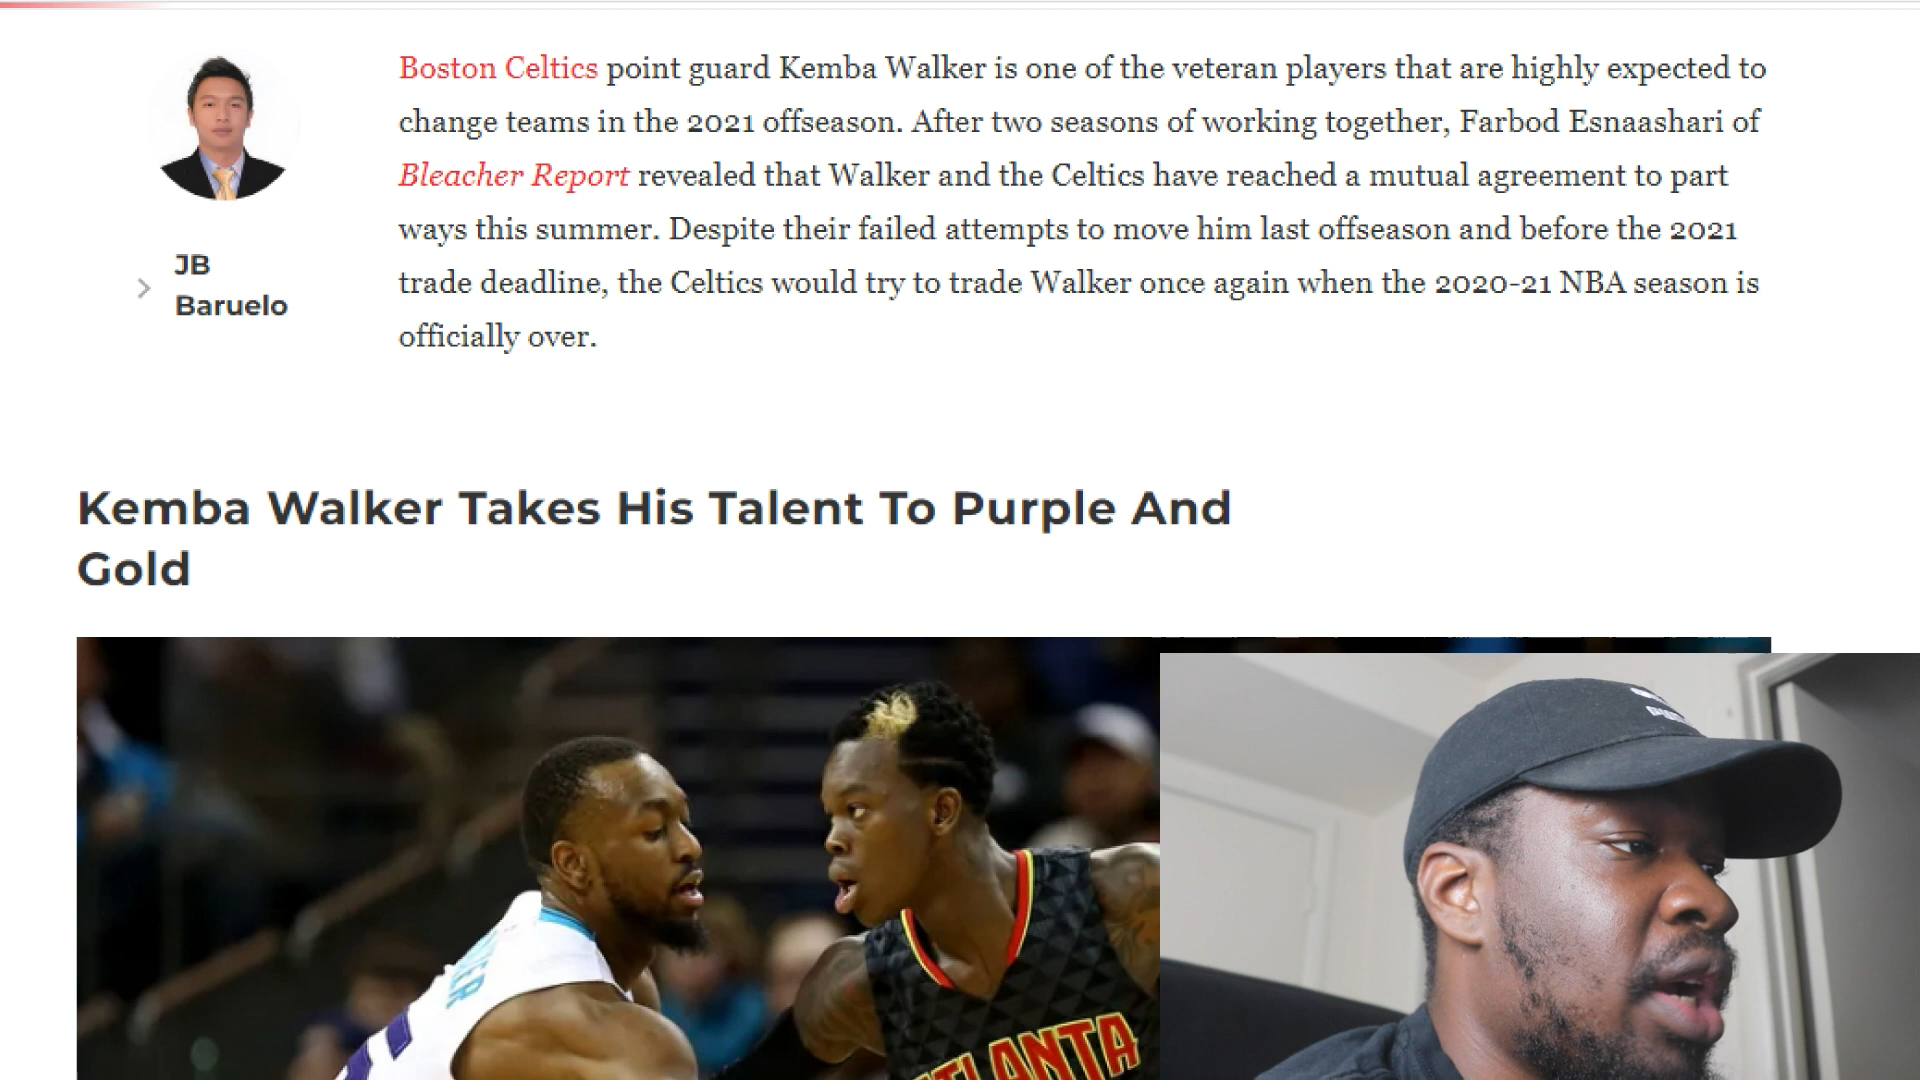 Boston Celtics point guard Kemba Walker is one of the veteran players that are highly expected to
change teams in the 2021 offseason. After two seasons of working together, Farbod Esnaashari of
Bleacher Report revealed that Walker and the Celtics have reached a mutual agreement to part
ways this summer. Despite their failed attempts to move him last offseason and before the 2021
trade deadline, the Celtics would try to trade Walker once again when the 2020-21 NBA season is
officially over.
JB
Baruelo
Kemba Walker Takes His Talent To Purple And
Gold
ATLANTA